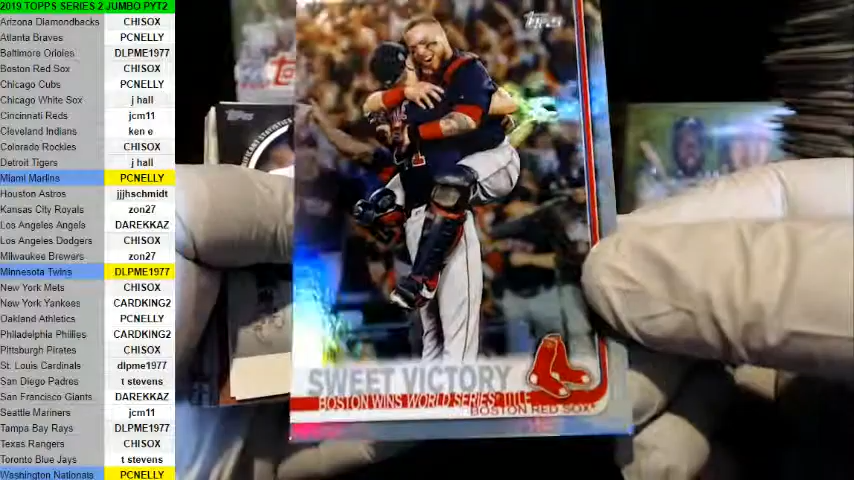 2019 TOPPS SERIES 2 JUMBO PYT2
Arizona Diamondbacks CHISOX
Atlanta Braves PCNELLY
Baltimore Orioles DLPME1977
Boston Red Sox CHISOX
Chicago Cubs PCNELLY
Chicago White Sox j hall
Cincinnati Reds jcm11
Cleveland Indians ken e
Colorado Rockies CHISOX
Detroit Tigers j hall
Miami Marlins PCNELLY
Houston Astros jjjhschmidt
Kansas City Royals zon27
Los Angeles Angels DAREKKAZ
Los Angeles Dodgers CHISOX
Milwaukee Brewers zon27
Minnesota Twins DLPME1977
New York Mets CHISOX
New York Yankees CARDKING2
Oakland Athletics PCNELLY
Philadelphia Phillies CARDKING2
Pittsburgh Pirates CHISOX
St. Louis Cardinals dlpme1977
San Diego Padres t stevens
San Francisco Giants DAREKKAZ
Seattle Mariners jcm11
Tampa Bay Rays DLPME1977
Texas Rangers CHISOX
Toronto Blue Jays t stevens
Washington Nationals PCNELLY
Topps
Topps
SWEET VICTORY
BOSTON WINS WORLD SERIES TITLE
BOSTON RED SOX